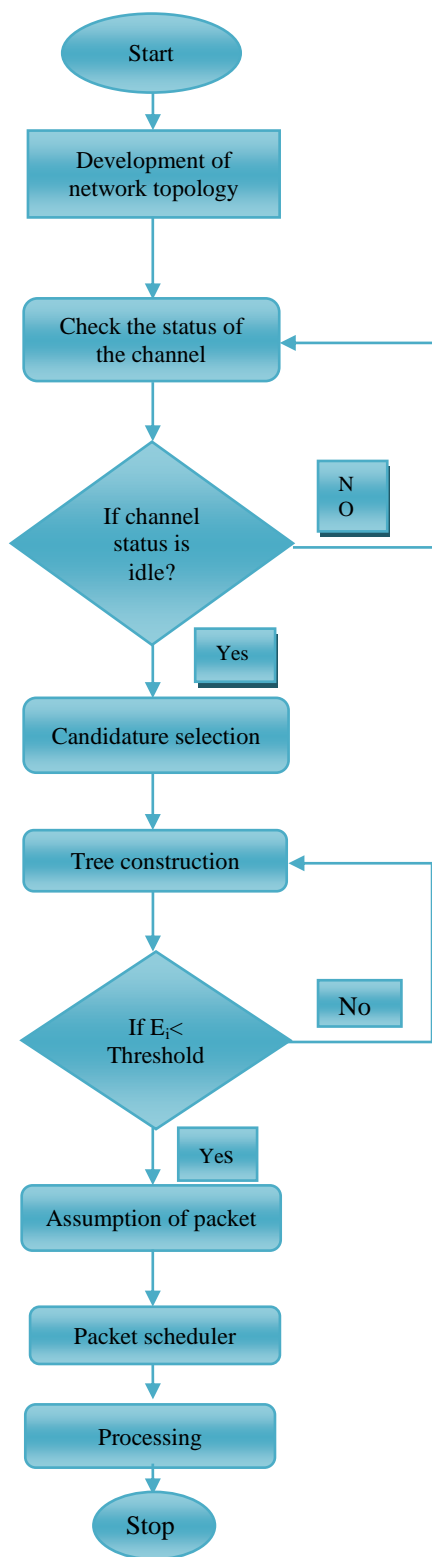 Start
Development of
network topology
Check the status of
the channel
If channel
status is
idle?
N
O
Yes
Candidature selection
Tree construction
If Eᵢ<
Threshold
No
Yes
Assumption of packet
Packet scheduler
Processing
Stop